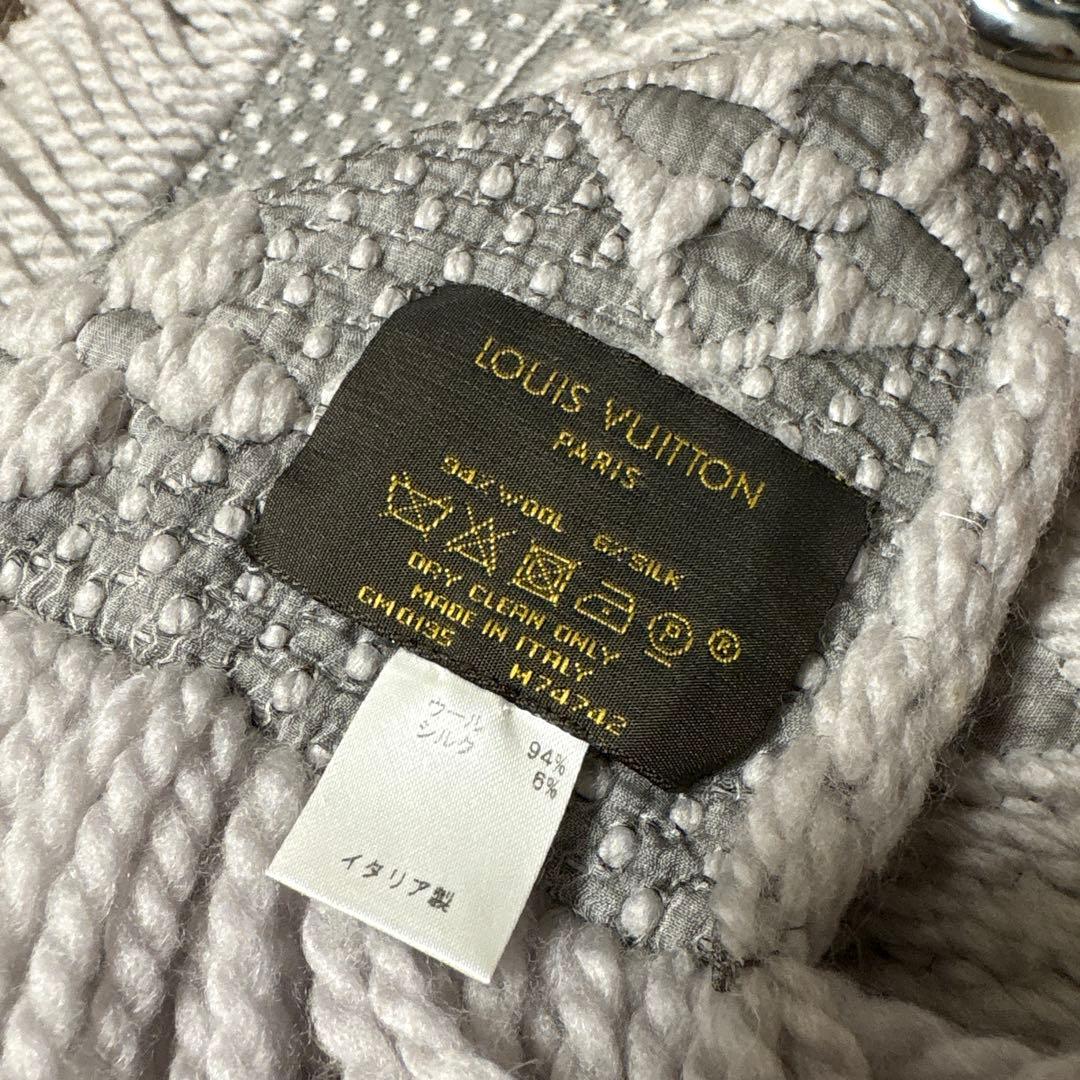 LOUIS VUITTON
PARIS
94% WOOL 6% SILK
P ®
DRY CLEAN ONLY
MADE IN ITALY
GM0135 M74742
ウール 94%
シルク 6%
イタリア製